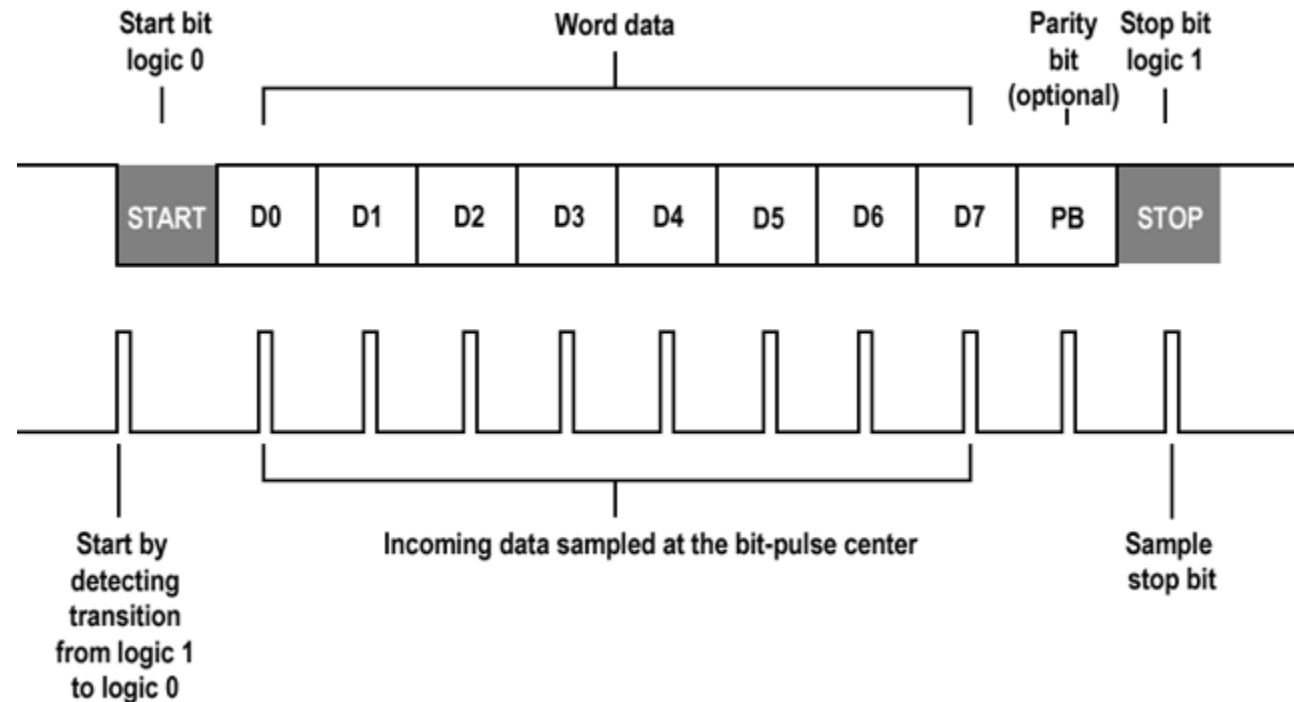 Start bit
logic 0
Word data
Parity
bit
(optional)
Stop bit
logic 1
START D0 D1 D2 D3 D4 D5 D6 D7 PB STOP
Start by
detecting
transition
from logic 1
to logic 0
Incoming data sampled at the bit-pulse center
Sample
stop bit